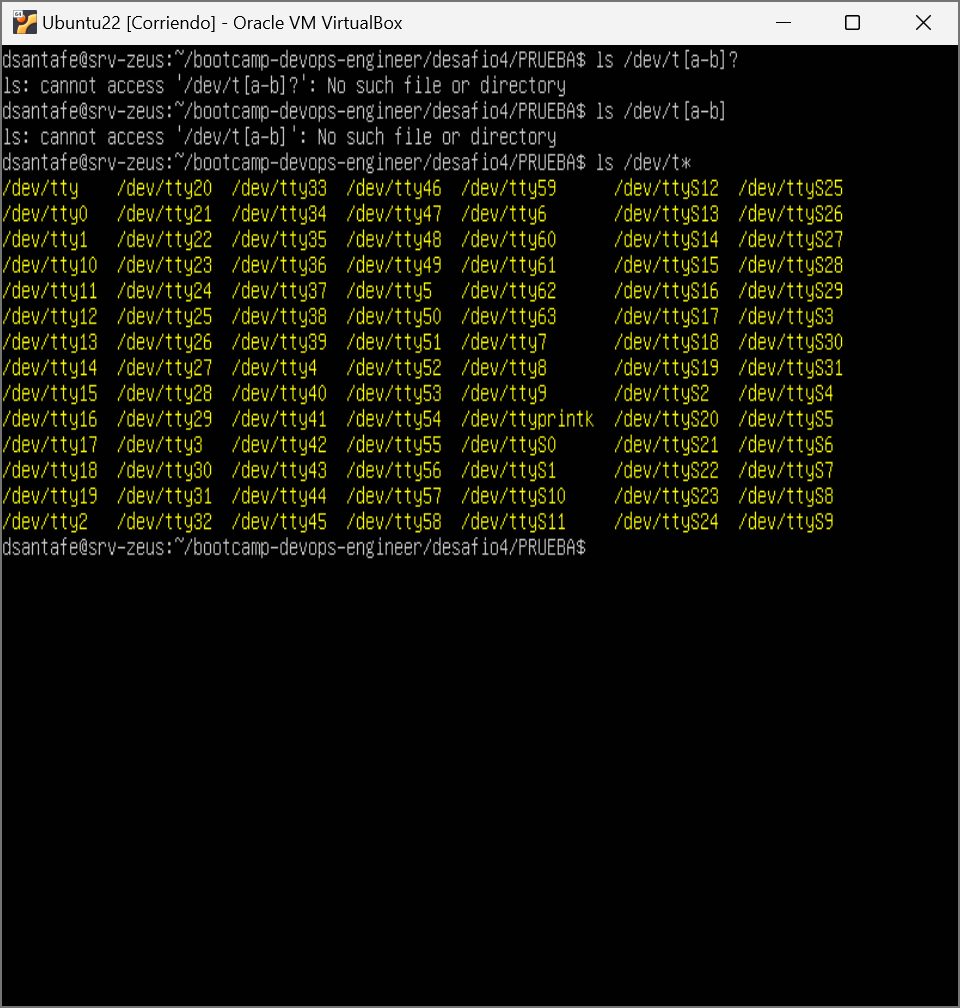 Ubuntu22 [Corriendo] - Oracle VM VirtualBox
dsantafe@srv-zeus:~/bootcamp-devops-engineer/desafio4/PRUEBA$ ls /dev/t[a-b]?
ls: cannot access '/dev/t[a-b]?': No such file or directory
dsantafe@srv-zeus:~/bootcamp-devops-engineer/desafio4/PRUEBA$ ls /dev/t[a-b]
ls: cannot access '/dev/t[a-b]': No such file or directory
dsantafe@srv-zeus:~/bootcamp-devops-engineer/desafio4/PRUEBA$ ls /dev/t*
/dev/tty /dev/tty20 /dev/tty33 /dev/tty46 /dev/tty59 /dev/ttyS12 /dev/ttyS25
/dev/tty0 /dev/tty21 /dev/tty34 /dev/tty47 /dev/tty6 /dev/ttyS13 /dev/ttyS26
/dev/tty1 /dev/tty22 /dev/tty35 /dev/tty48 /dev/tty60 /dev/ttyS14 /dev/ttyS27
/dev/tty10 /dev/tty23 /dev/tty36 /dev/tty49 /dev/tty61 /dev/ttyS15 /dev/ttyS28
/dev/tty11 /dev/tty24 /dev/tty37 /dev/tty5 /dev/tty62 /dev/ttyS16 /dev/ttyS29
/dev/tty12 /dev/tty25 /dev/tty38 /dev/tty50 /dev/tty63 /dev/ttyS17 /dev/ttyS3
/dev/tty13 /dev/tty26 /dev/tty39 /dev/tty51 /dev/tty7 /dev/ttyS18 /dev/ttyS30
/dev/tty14 /dev/tty27 /dev/tty4 /dev/tty52 /dev/tty8 /dev/ttyS19 /dev/ttyS31
/dev/tty15 /dev/tty28 /dev/tty40 /dev/tty53 /dev/tty9 /dev/ttyS2 /dev/ttyS4
/dev/tty16 /dev/tty29 /dev/tty41 /dev/tty54 /dev/ttyprintk /dev/ttyS20 /dev/ttyS5
/dev/tty17 /dev/tty3 /dev/tty42 /dev/tty55 /dev/ttyS0 /dev/ttyS21 /dev/ttyS6
/dev/tty18 /dev/tty30 /dev/tty43 /dev/tty56 /dev/ttyS1 /dev/ttyS22 /dev/ttyS7
/dev/tty19 /dev/tty31 /dev/tty44 /dev/tty57 /dev/ttyS10 /dev/ttyS23 /dev/ttyS8
/dev/tty2 /dev/tty32 /dev/tty45 /dev/tty58 /dev/ttyS11 /dev/ttyS24 /dev/ttyS9
dsantafe@srv-zeus:~/bootcamp-devops-engineer/desafio4/PRUEBA$